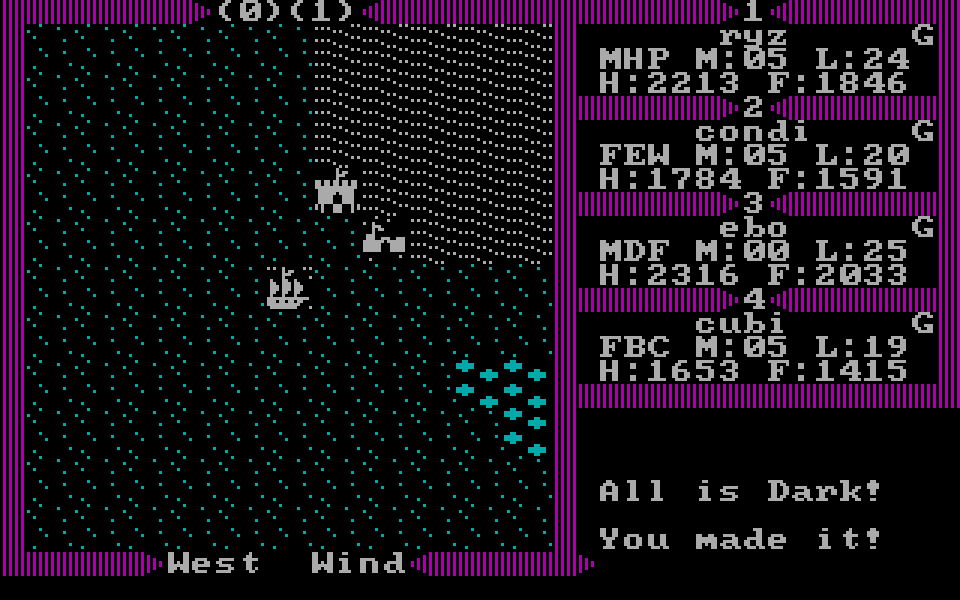 (0)(1)
West Wind
1
ryz G
MHP M:05 L:24
H:2213 F:1846
2
condi G
FEW M:05 L:20
H:1784 F:1591
3
ebo G
MDF M:00 L:25
H:2316 F:2033
4
cubi G
FBC M:05 L:19
H:1653 F:1415
All is Dark!
You made it!